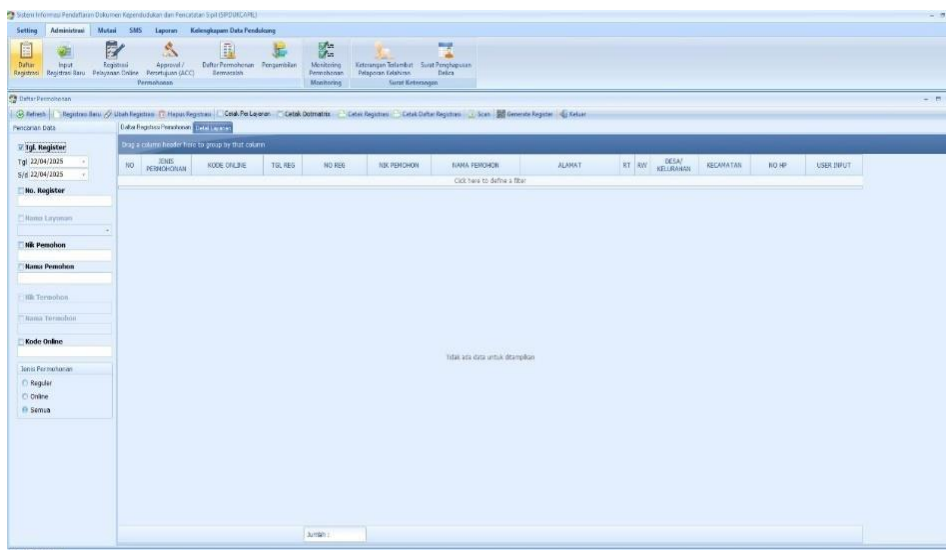 Sistem Informasi Pendaftaran Dokumen Kependudukan dan Pencatatan Sipil (SIPDUKCAPIL)
Setting Administrasi Mutasi SMS Laporan Kelengkapam Data Pendukung
Daftar Registrasi
Input Registrasi Baru
Registrasi Pelayanan Online
Approval / Persetujuan (ACC)
Daftar Permohonan Bermasalah
Pengambilan
Monitoring Permohonan
Keterangan Terlambat Pelaporan Kelahiran
Surat Penghapusan Denda
Permohonan Monitoring Surat Keterangan
Daftar Permohonan
Refresh Registrasi Baru Ubah Registrasi Hapus Registrasi Cetak Per Layanan Cetak Dotmatrix Cetak Registrasi Cetak Daftar Registrasi Scan Generate Register Keluar
Pencarian Data
Daftar Registrasi Permohonan Detail Layanan
Drag a column header here to group by that column
NO JENIS PERMOHONAN KODE ONLINE TGL REG NO REG NIK PEMOHON NAMA PEMOHON ALAMAT RT RW DESA/ KELURAHAN KECAMATAN NO HP USER INPUT
Click here to define a filter
Tgl. Register
Tgl 22/04/2025
S/d 22/04/2025
No. Register
Nama Layanan
Nik Pemohon
Nama Pemohon
Nik Termohon
Nama Termohon
Kode Online
Jenis Permohonan
Reguler
Online
Semua
Tidak ada data untuk ditampilkan
Jumlah :